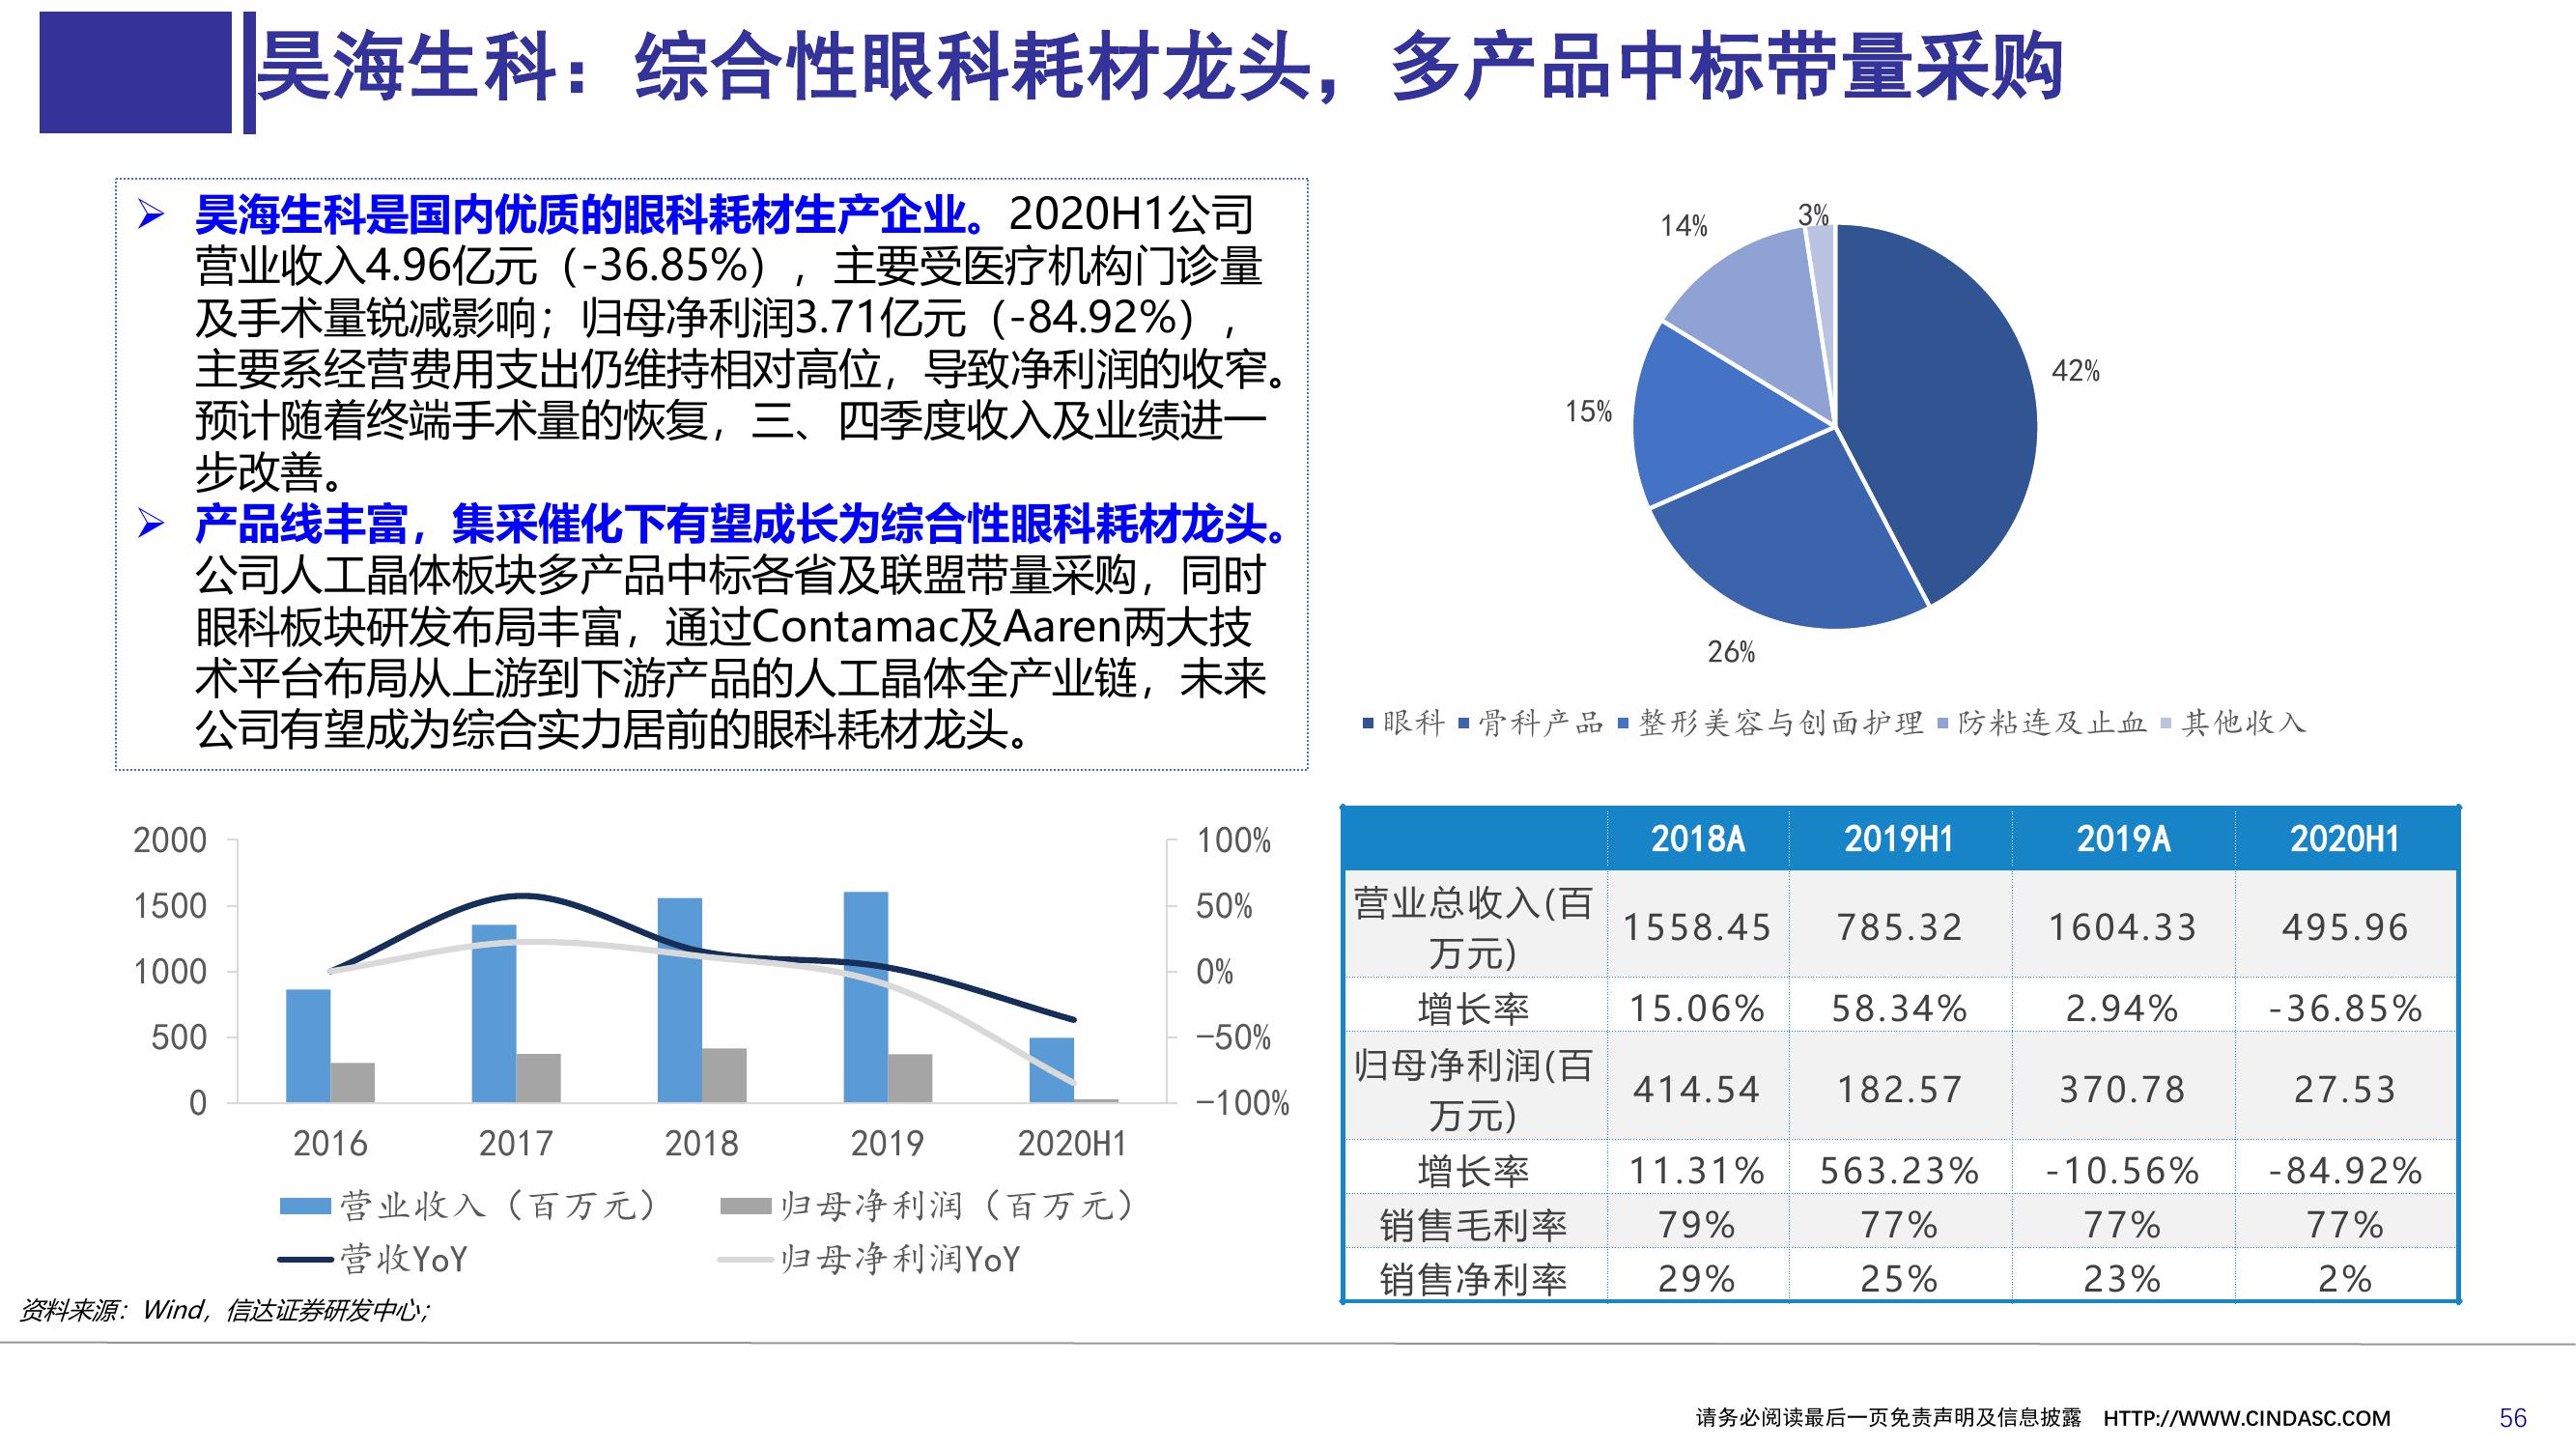 昊海生科：综合性眼科耗材龙头，多产品中标带量采购
➢ 昊海生科是国内优质的眼科耗材生产企业。2020H1公司
营业收入4.96亿元（-36.85%），主要受医疗机构门诊量
及手术量锐减影响；归母净利润3.71亿元（-84.92%），
主要系经营费用支出仍维持相对高位，导致净利润的收窄。
预计随着终端手术量的恢复，三、四季度收入及业绩进一
步改善。
➢ 产品线丰富，集采催化下有望成长为综合性眼科耗材龙头。
公司人工晶体板块多产品中标各省及联盟带量采购，同时
眼科板块研发布局丰富，通过Contamac及Aaren两大技
术平台布局从上游到下游产品的人工晶体全产业链，未来
公司有望成为综合实力居前的眼科耗材龙头。
14% 3%
42%
15%
26%
眼科 骨科产品 整形美容与创面护理 防粘连及止血 其他收入
2000 100%
1500 50%
1000 0%
500 -50%
0 -100%
2016 2017 2018 2019 2020H1
营业收入（百万元） 归母净利润（百万元）
营收YoY 归母净利润YoY
2018A 2019H1 2019A 2020H1
营业总收入(百
万元) 1558.45 785.32 1604.33 495.96
增长率 15.06% 58.34% 2.94% -36.85%
归母净利润(百
万元) 414.54 182.57 370.78 27.53
增长率 11.31% 563.23% -10.56% -84.92%
销售毛利率 79% 77% 77% 77%
销售净利率 29% 25% 23% 2%
资料来源：Wind，信达证券研发中心；
请务必阅读最后一页免责声明及信息披露 HTTP://WWW.CINDASC.COM 56